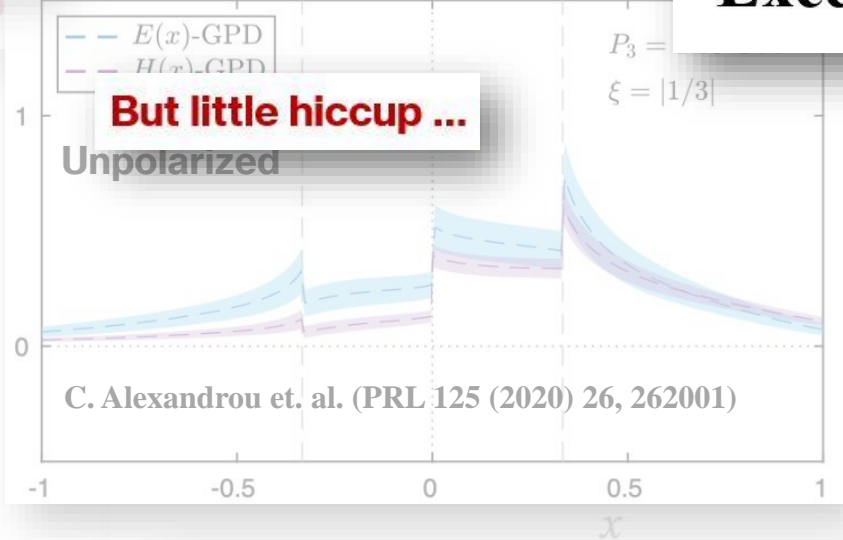 E(x)-GPD
H(x)-GPD
P₃ =
ξ = |1/3|
But little hiccup ...
Unpolarized
1
0
C. Alexandrou et. al. (PRL 125 (2020) 26, 262001)
-1 -0.5 0 0.5 1
x